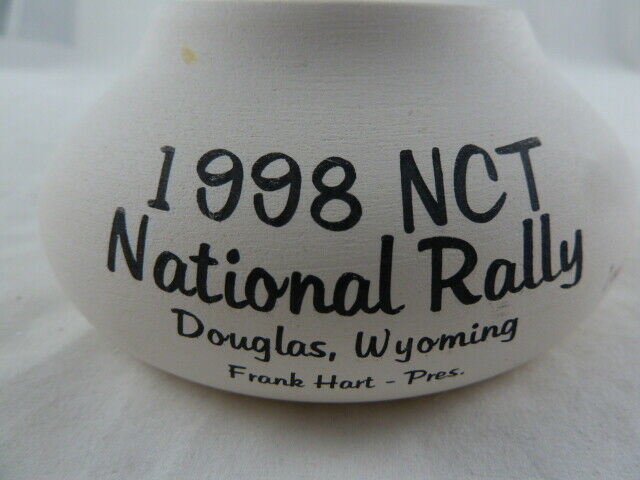 1998 NCT
National Rally
Douglas, Wyoming
Frank Hart - Pres.